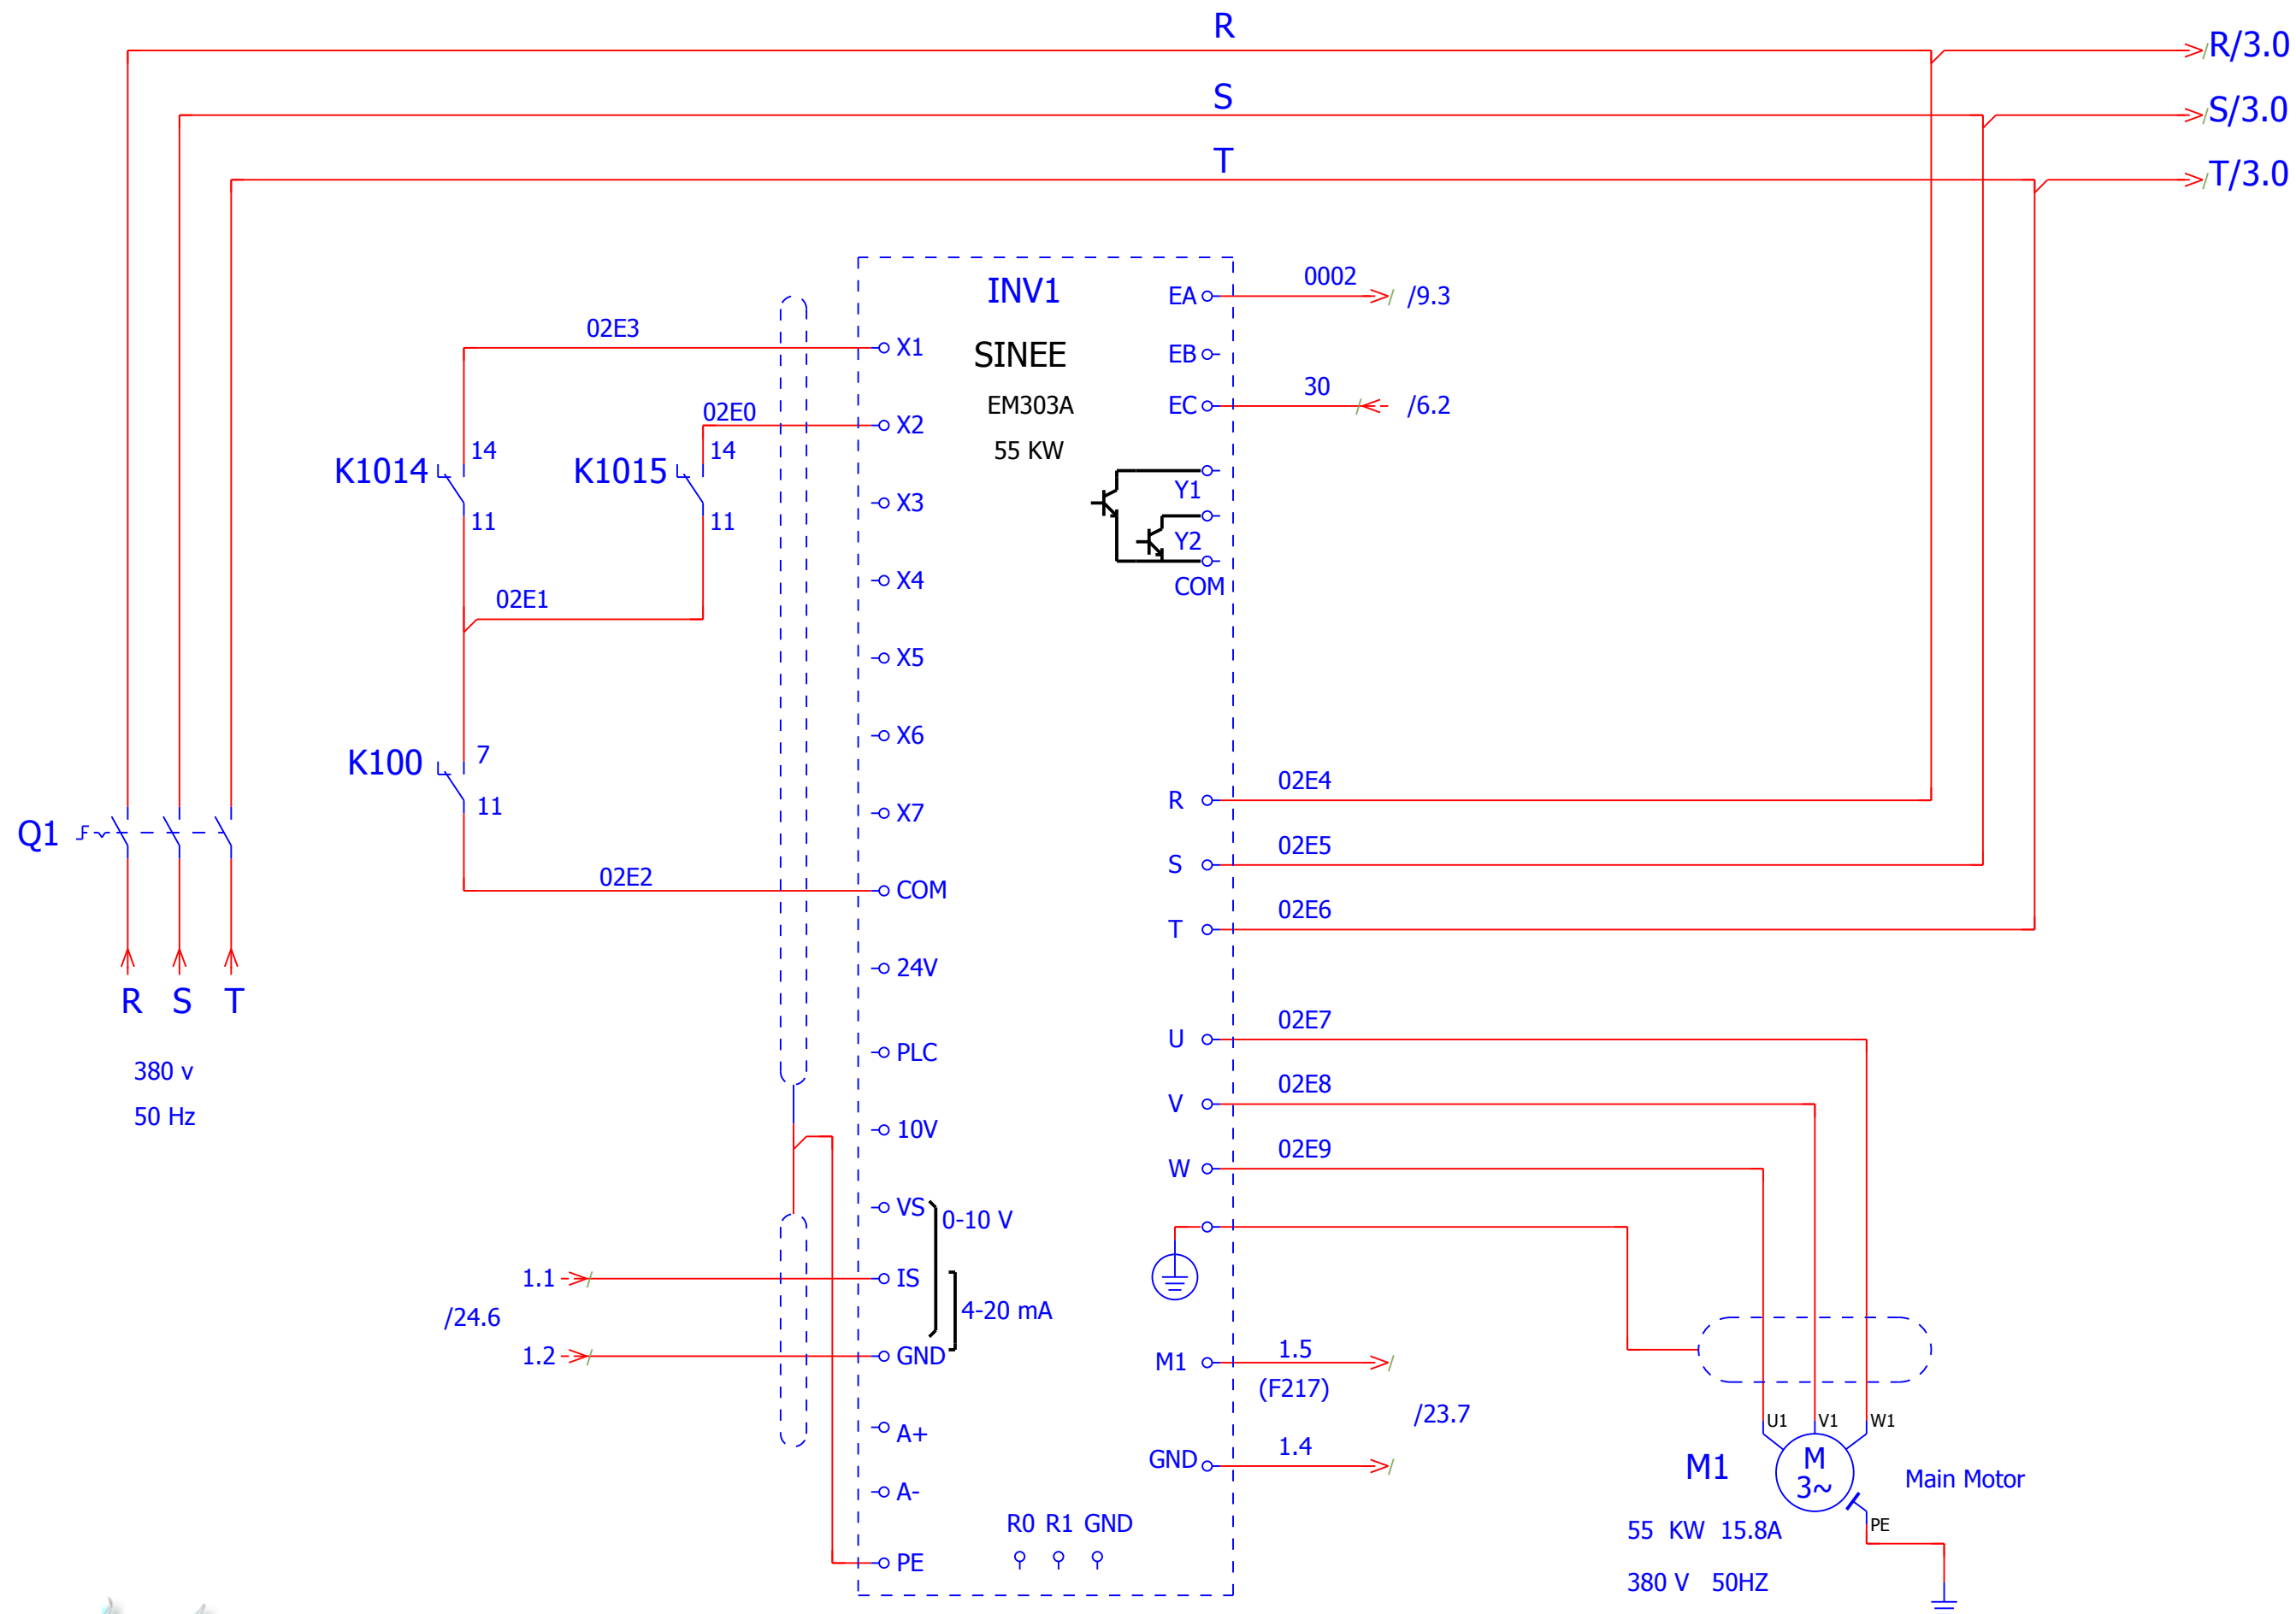 R
R/3.0
S
S/3.0
T
T/3.0
INV1
SINEE
EM303A
55 KW
EA
0002
/9.3
EB
EC
30
/6.2
02E3
X1
02E0
X2
K1014
14
11
K1015
14
11
X3
Y1
Y2
COM
X4
02E1
X5
X6
K100
7
11
X7
Q1
02E2
COM
R
02E4
S
02E5
T
02E6
24V
R S T
380 v
50 Hz
PLC
U
02E7
V
02E8
10V
W
02E9
VS
0-10 V
1.1
IS
/24.6
4-20 mA
1.2
GND
M1
1.5
(F217)
/23.7
GND
1.4
A+
A-
R0 R1 GND
PE
U1
V1
W1
M1
M
3~
Main Motor
PE
55 KW 15.8A
380 V 50HZ